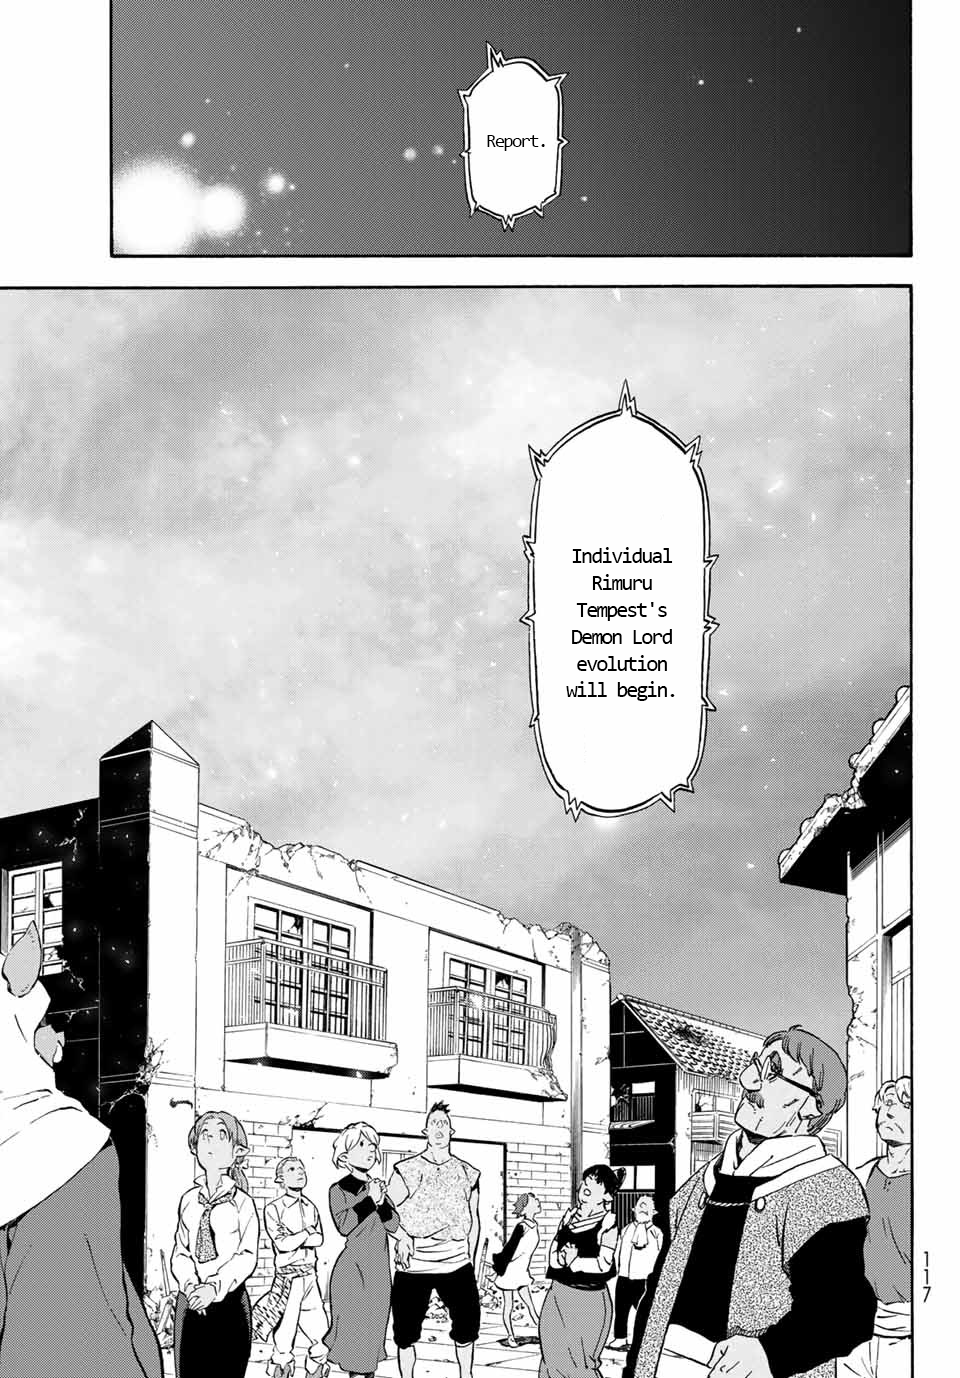 Report.
Individual
Rimuru
Tempest's
Demon Lord
evolution
will begin.
117